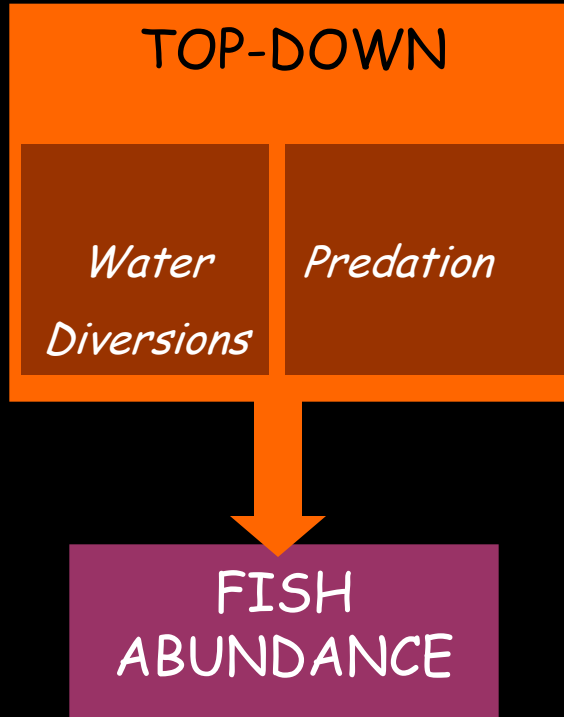 TOP-DOWN
Water
Diversions
Predation
FISH
ABUNDANCE